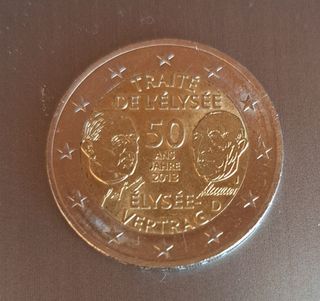 TRAITÉ
DE L'ÉLYSÉE
50
ANS
JAHRE
2013
ÉLYSÉE-
VERTRAG D